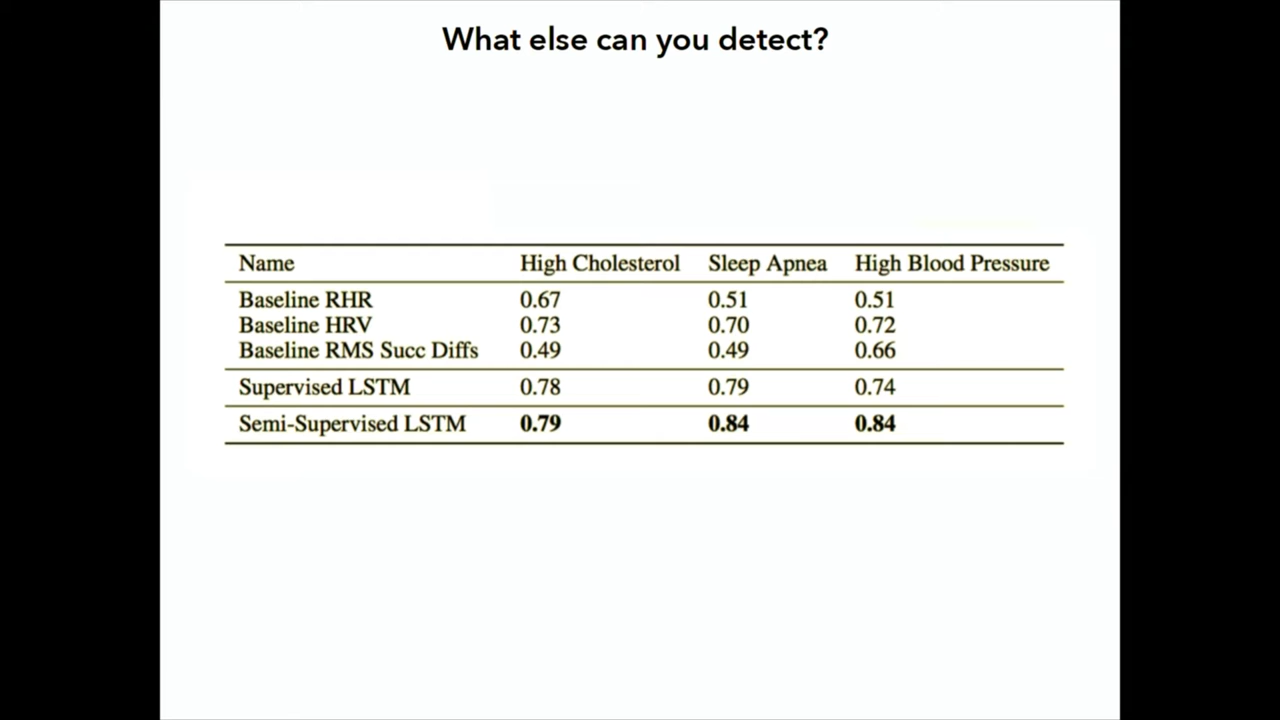 What else can you detect?
Name High Cholesterol Sleep Apnea High Blood Pressure
Baseline RHR 0.67 0.51 0.51
Baseline HRV 0.73 0.70 0.72
Baseline RMS Succ Diffs 0.49 0.49 0.66
Supervised LSTM 0.78 0.79 0.74
Semi-Supervised LSTM 0.79 0.84 0.84